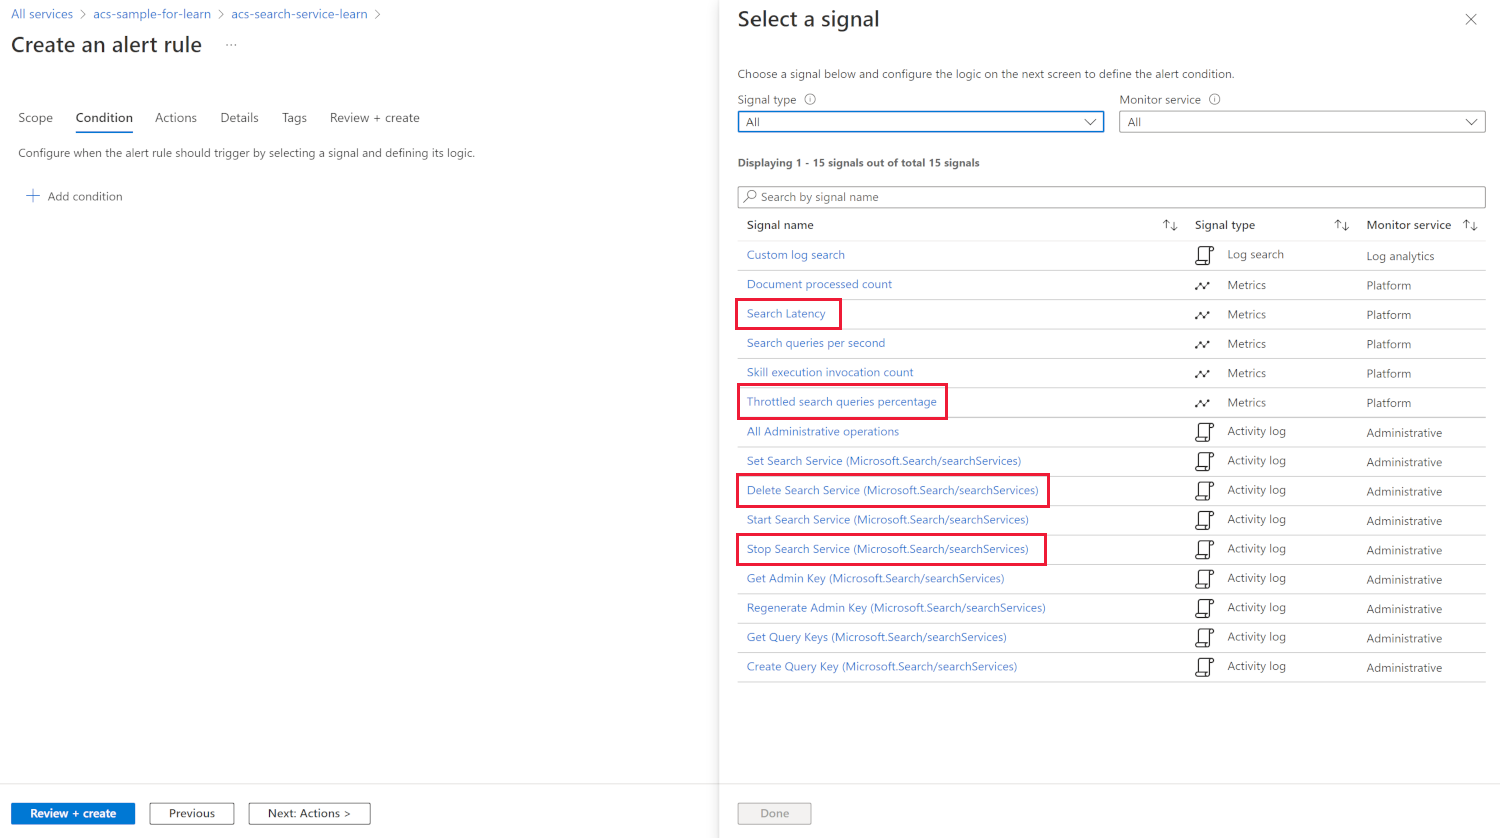 All services > acs-sample-for-learn > acs-search-service-learn >
Create an alert rule ...
Scope Condition Actions Details Tags Review + create
Configure when the alert rule should trigger by selecting a signal and defining its logic.
+ Add condition
Review + create Previous Next: Actions >
Select a signal
Choose a signal below and configure the logic on the next screen to define the alert condition.
Signal type Monitor service
All All
Displaying 1 - 15 signals out of total 15 signals
Search by signal name
Signal name Signal type Monitor service
Custom log search Log search Log analytics
Document processed count Metrics Platform
Search Latency Metrics Platform
Search queries per second Metrics Platform
Skill execution invocation count Metrics Platform
Throttled search queries percentage Metrics Platform
All Administrative operations Activity log Administrative
Set Search Service (Microsoft.Search/searchServices) Activity log Administrative
Delete Search Service (Microsoft.Search/searchServices) Activity log Administrative
Start Search Service (Microsoft.Search/searchServices) Activity log Administrative
Stop Search Service (Microsoft.Search/searchServices) Activity log Administrative
Get Admin Key (Microsoft.Search/searchServices) Activity log Administrative
Regenerate Admin Key (Microsoft.Search/searchServices) Activity log Administrative
Get Query Keys (Microsoft.Search/searchServices) Activity log Administrative
Create Query Key (Microsoft.Search/searchServices) Activity log Administrative
Done